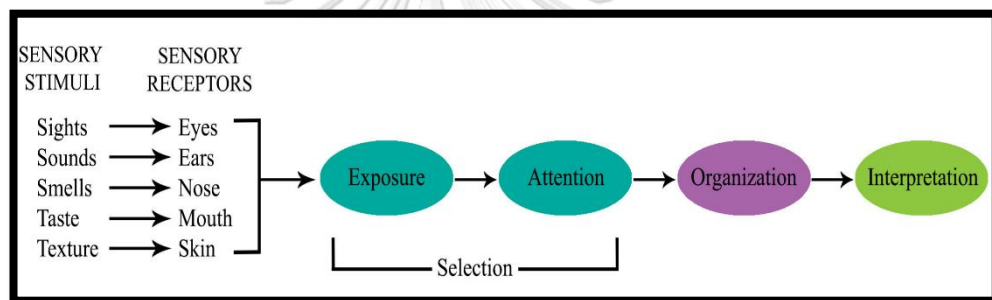 SENSORY STIMULI
SENSORY RECEPTORS
Sights
Eyes
Sounds
Ears
Smells
Nose
Taste
Mouth
Texture
Skin
Exposure
Attention
Organization
Interpretation
Selection